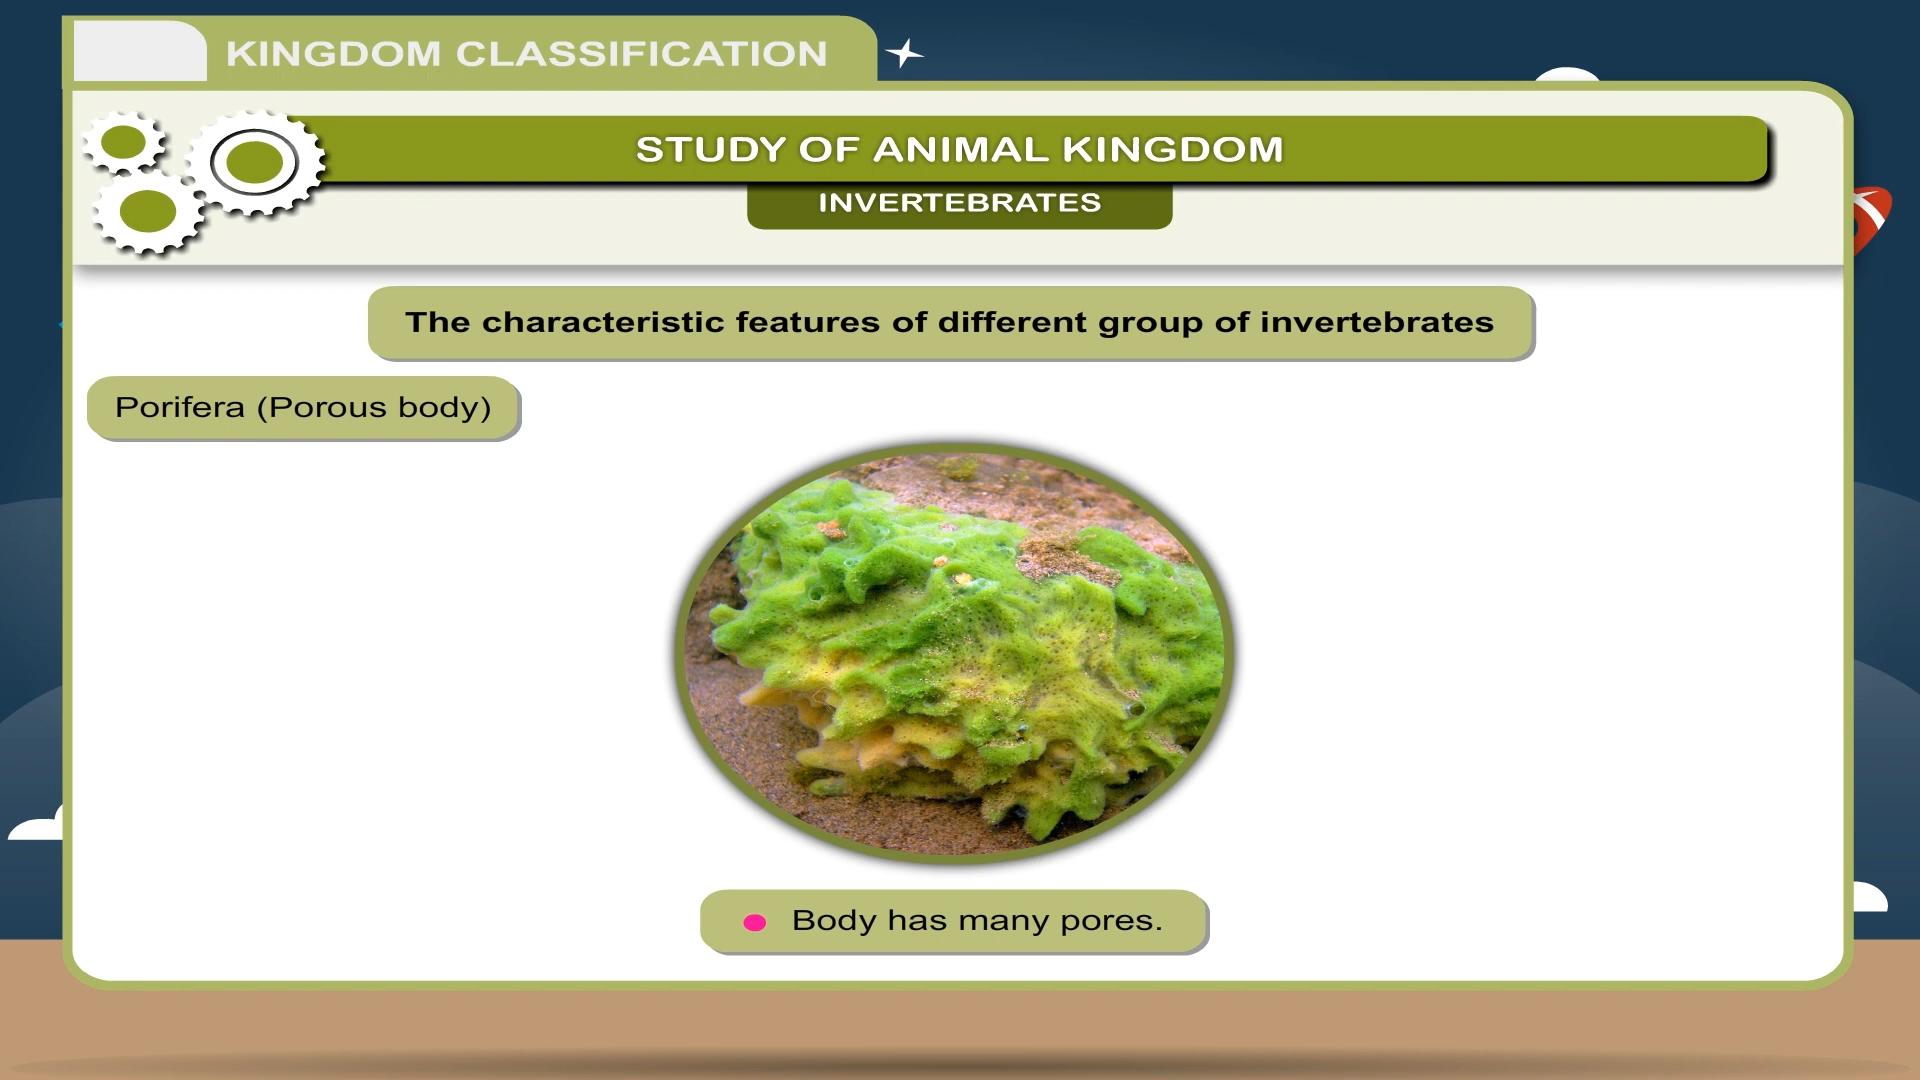 KINGDOM CLASSIFICATION
STUDY OF ANIMAL KINGDOM
INVERTEBRATES
The characteristic features of different group of invertebrates
Porifera (Porous body)
Body has many pores.